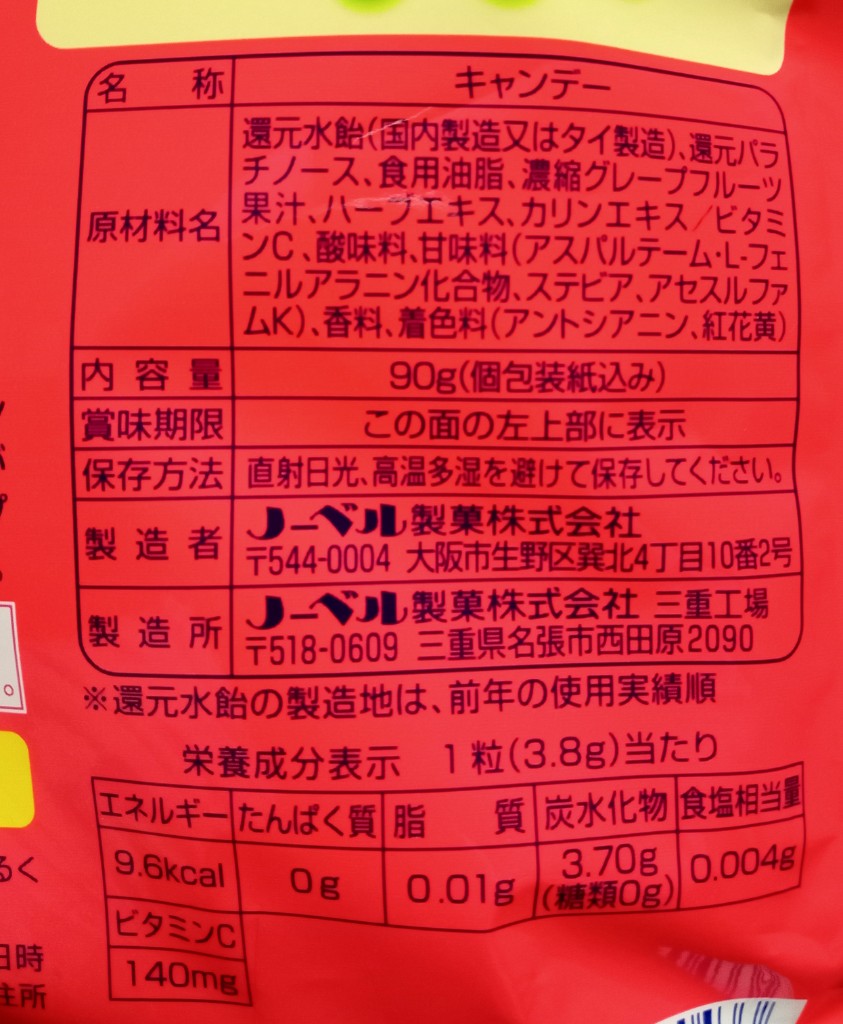 名称 キャンデー
原材料名
還元水飴(国内製造又はタイ製造)、還元パラ
チノース、食用油脂、濃縮グレープフルーツ
果汁、ハーブエキス、カリンエキス/ビタミ
ンC、酸味料、甘味料(アスパルテーム・L-フェ
ニルアラニン化合物、ステビア、アセスルファ
ムK)、香料、着色料(アントシアニン、紅花黄)
内容量 90g(個包装紙込み)
賞味期限 この面の左上部に表示
保存方法 直射日光、高温多湿を避けて保存してください。
製造者 ノーベル製菓株式会社
〒544-0004 大阪市生野区巽北4丁目10番2号
製造所 ノーベル製菓株式会社 三重工場
〒518-0609 三重県名張市西田原2090
※還元水飴の製造地は、前年の使用実績順
栄養成分表示 1粒(3.8g)当たり
エネルギー たんぱく質 脂質 炭水化物 食塩相当量
9.6kcal 0g 0.01g 3.70g 0.004g
(糖類0g)
ビタミンC
140mg
るく
日時
住所